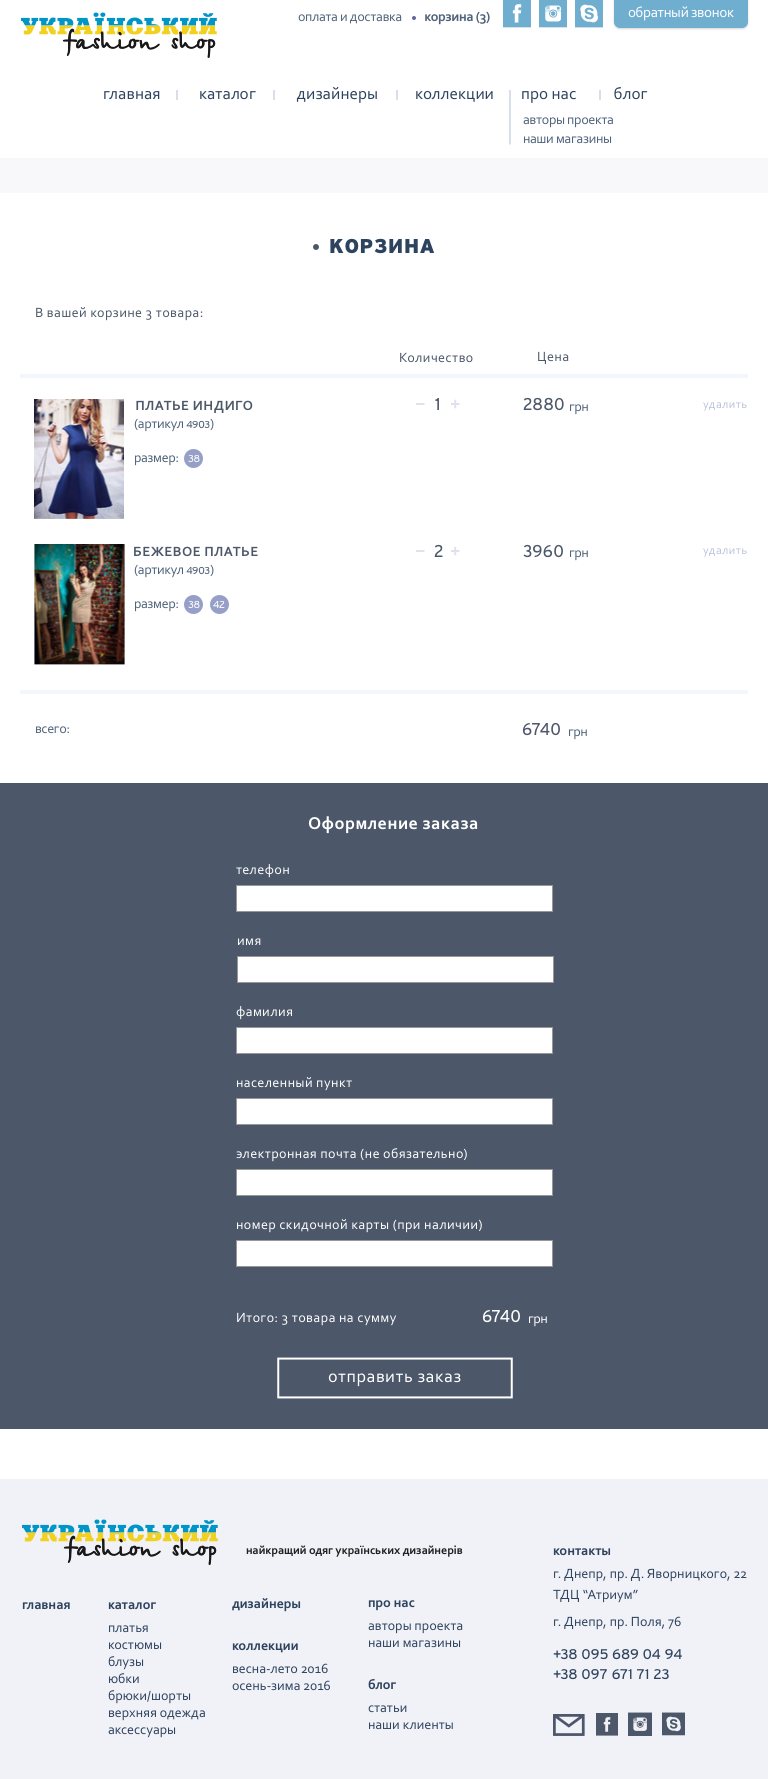 УКРАЇНСЬКИЙ
fashion shop
оплата и доставка • корзина (3)
обратный звонок
главная
каталог
дизайнеры
коллекции
про нас
блог
авторы проекта
наши магазины
• КОРЗИНА
В вашей корзине 3 товара:
Количество Цена
ПЛАТЬЕ ИНДИГО − 1 + 2880 грн удалить
(артикул 4903)
размер: 38
БЕЖЕВОЕ ПЛАТЬЕ − 2 + 3960 грн удалить
(артикул 4903)
размер: 38 42
всего: 6740 грн
Оформление заказа
телефон
имя
фамилия
населенный пункт
электронная почта (не обязательно)
номер скидочной карты (при наличии)
Итого: 3 товара на сумму 6740 грн
отправить заказ
УКРАЇНСЬКИЙ
fashion shop
найкращий одяг українських дизайнерів
главная
каталог
платья
костюмы
блузы
юбки
брюки/шорты
верхняя одежда
аксессуары
дизайнеры
коллекции
весна-лето 2016
осень-зима 2016
про нас
авторы проекта
наши магазины
блог
статьи
наши клиенты
контакты
г. Днепр, пр. Д. Яворницкого, 22
ТДЦ “Атриум”
г. Днепр, пр. Поля, 76
+38 095 689 04 94
+38 097 671 71 23